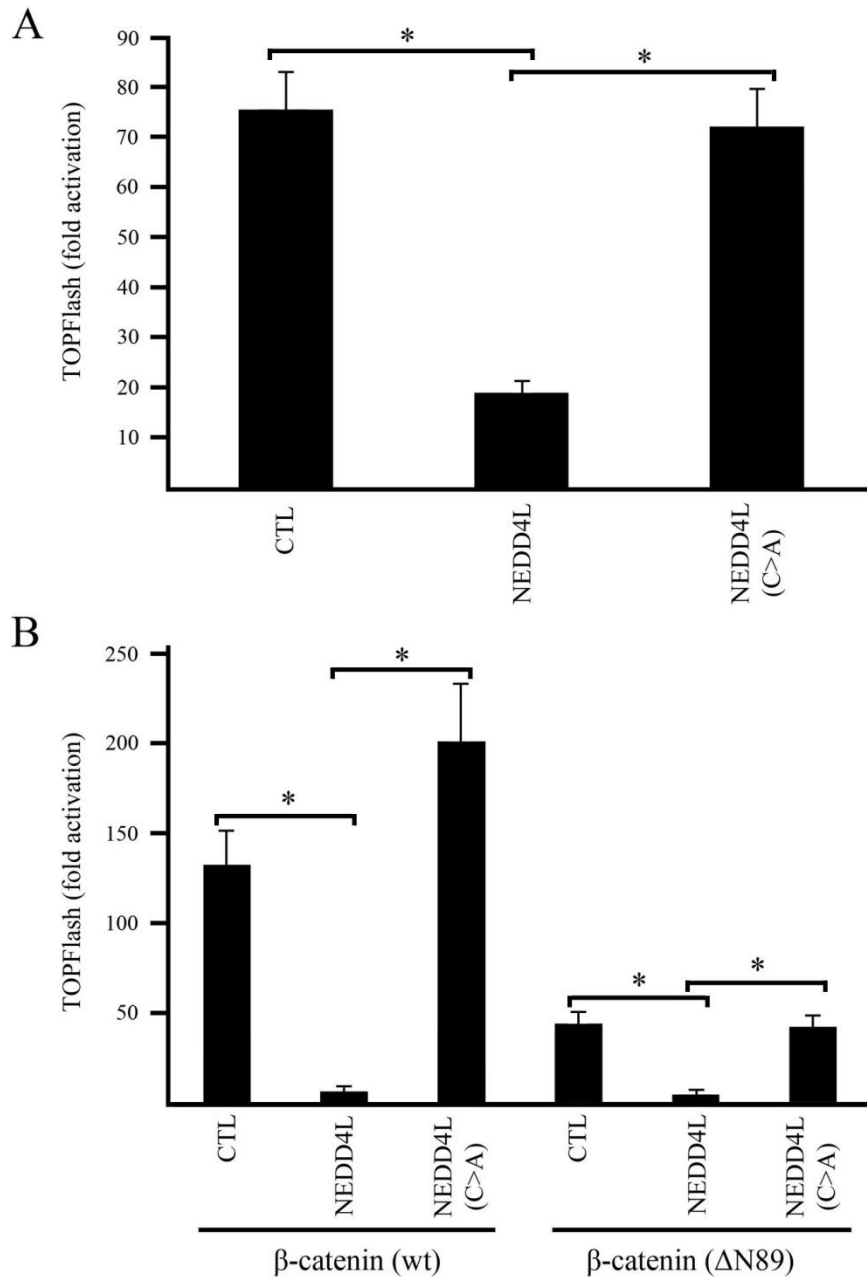 A
TOPFlash (fold activation)
90
80
70
60
50
40
30
20
10
*
*
CTL
NEDD4L
NEDD4L
(C>A)
B
TOPFlash (fold activation)
250
200
150
100
50
*
*
*
*
CTL
NEDD4L
NEDD4L
(C>A)
CTL
NEDD4L
NEDD4L
(C>A)
β-catenin (wt)
β-catenin (ΔN89)